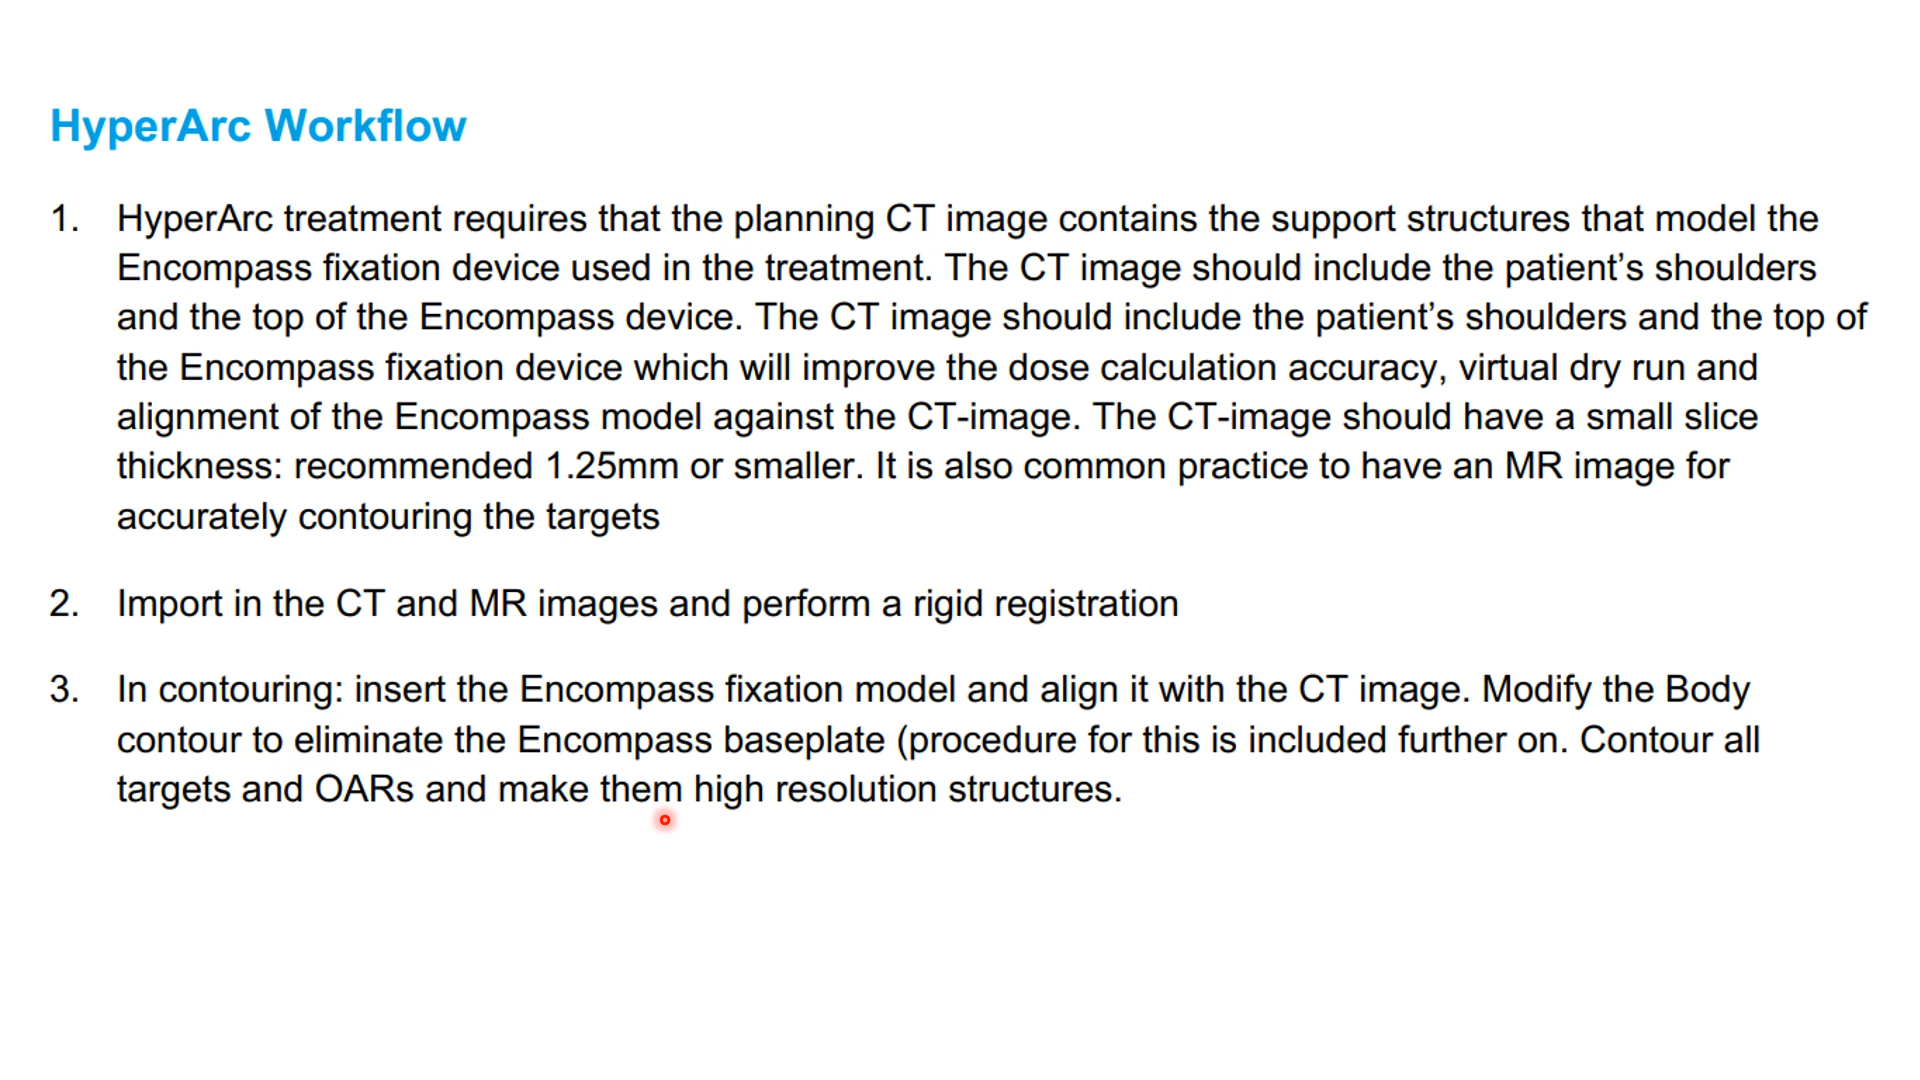 HyperArc Workflow
1. HyperArc treatment requires that the planning CT image contains the support structures that model the
Encompass fixation device used in the treatment. The CT image should include the patient’s shoulders
and the top of the Encompass device. The CT image should include the patient’s shoulders and the top of
the Encompass fixation device which will improve the dose calculation accuracy, virtual dry run and
alignment of the Encompass model against the CT-image. The CT-image should have a small slice
thickness: recommended 1.25mm or smaller. It is also common practice to have an MR image for
accurately contouring the targets
2. Import in the CT and MR images and perform a rigid registration
3. In contouring: insert the Encompass fixation model and align it with the CT image. Modify the Body
contour to eliminate the Encompass baseplate (procedure for this is included further on. Contour all
targets and OARs and make them high resolution structures.